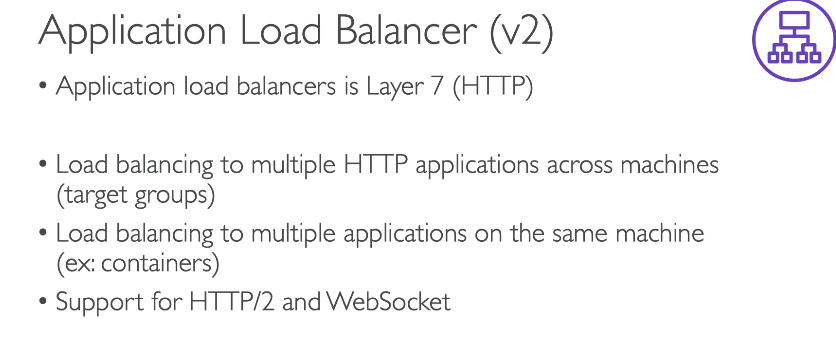 Application Load Balancer (v2)
• Application load balancers is Layer 7 (HTTP)
• Load balancing to multiple HTTP applications across machines
(target groups)
• Load balancing to multiple applications on the same machine
(ex: containers)
• Support for HTTP/2 and WebSocket